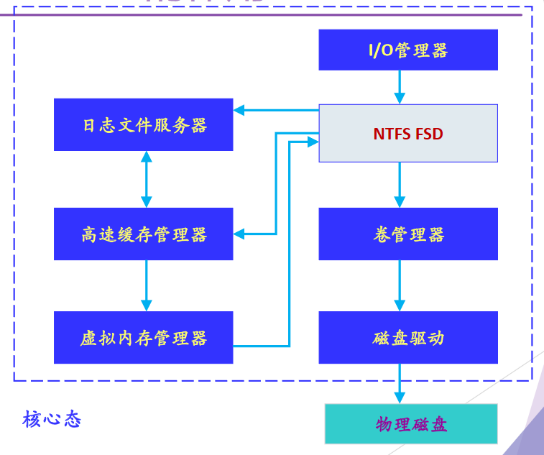 I/O管理器
日志文件服务器
NTFS FSD
高速缓存管理器
卷管理器
虚拟内存管理器
磁盘驱动
核心态
物理磁盘